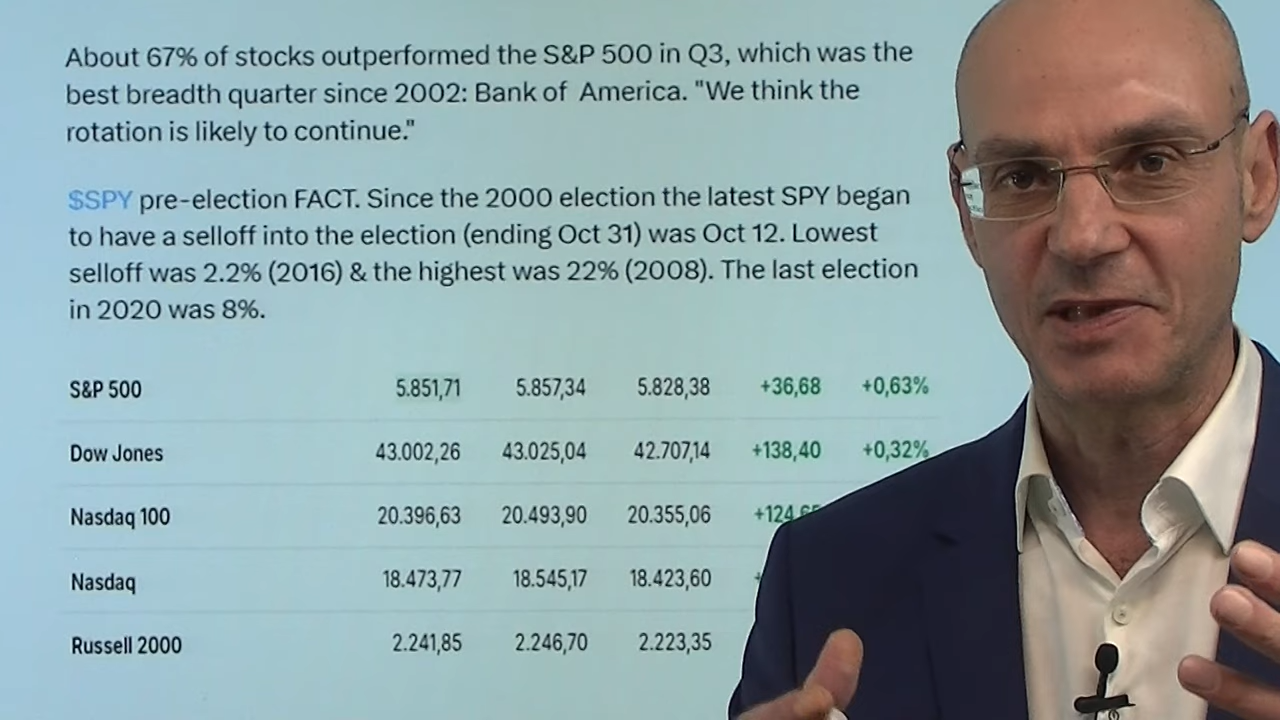 About 67% of stocks outperformed the S&P 500 in Q3, which was the
best breadth quarter since 2002: Bank of America. "We think the
rotation is likely to continue."
$SPY pre-election FACT. Since the 2000 election the latest SPY began
to have a selloff into the election (ending Oct 31) was Oct 12. Lowest
selloff was 2.2% (2016) & the highest was 22% (2008). The last election
in 2020 was 8%.
S&P 500 5.851,71 5.857,34 5.828,38 +36,68 +0,63%
Dow Jones 43.002,26 43.025,04 42.707,14 +138,40 +0,32%
Nasdaq 100 20.396,63 20.493,90 20.355,06
Nasdaq 18.473,77 18.545,17 18.423,60
Russell 2000 2.241,85 2.246,70 2.223,35